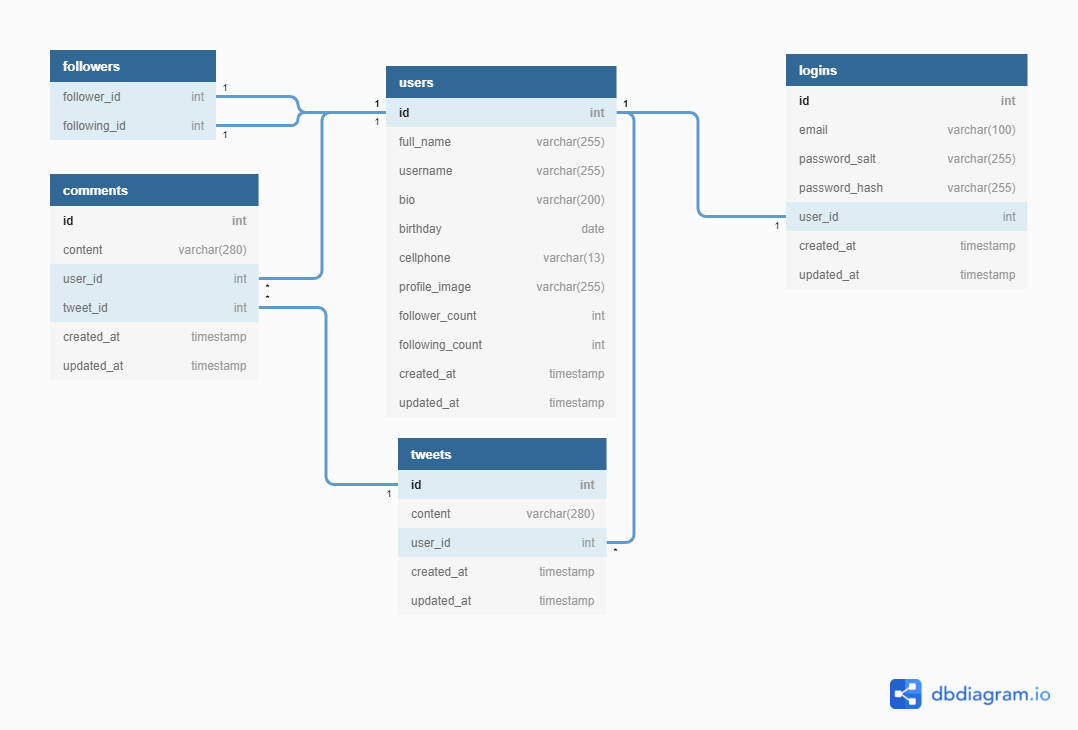 followers
follower_id int
following_id int
1
1
comments
id int
content varchar(280)
user_id int
tweet_id int
created_at timestamp
updated_at timestamp
*
*
users
id int
full_name varchar(255)
username varchar(255)
bio varchar(200)
birthday date
cellphone varchar(13)
profile_image varchar(255)
follower_count int
following_count int
created_at timestamp
updated_at timestamp
1
1
1
tweets
id int
content varchar(280)
user_id int
created_at timestamp
updated_at timestamp
1
*
logins
id int
email varchar(100)
password_salt varchar(255)
password_hash varchar(255)
user_id int
created_at timestamp
updated_at timestamp
1
dbdiagram.io